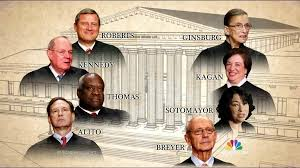 ROBERTS
GINSBURG
KENNEDY
KAGAN
THOMAS
SOTOMAYOR
ALITO
BREYER